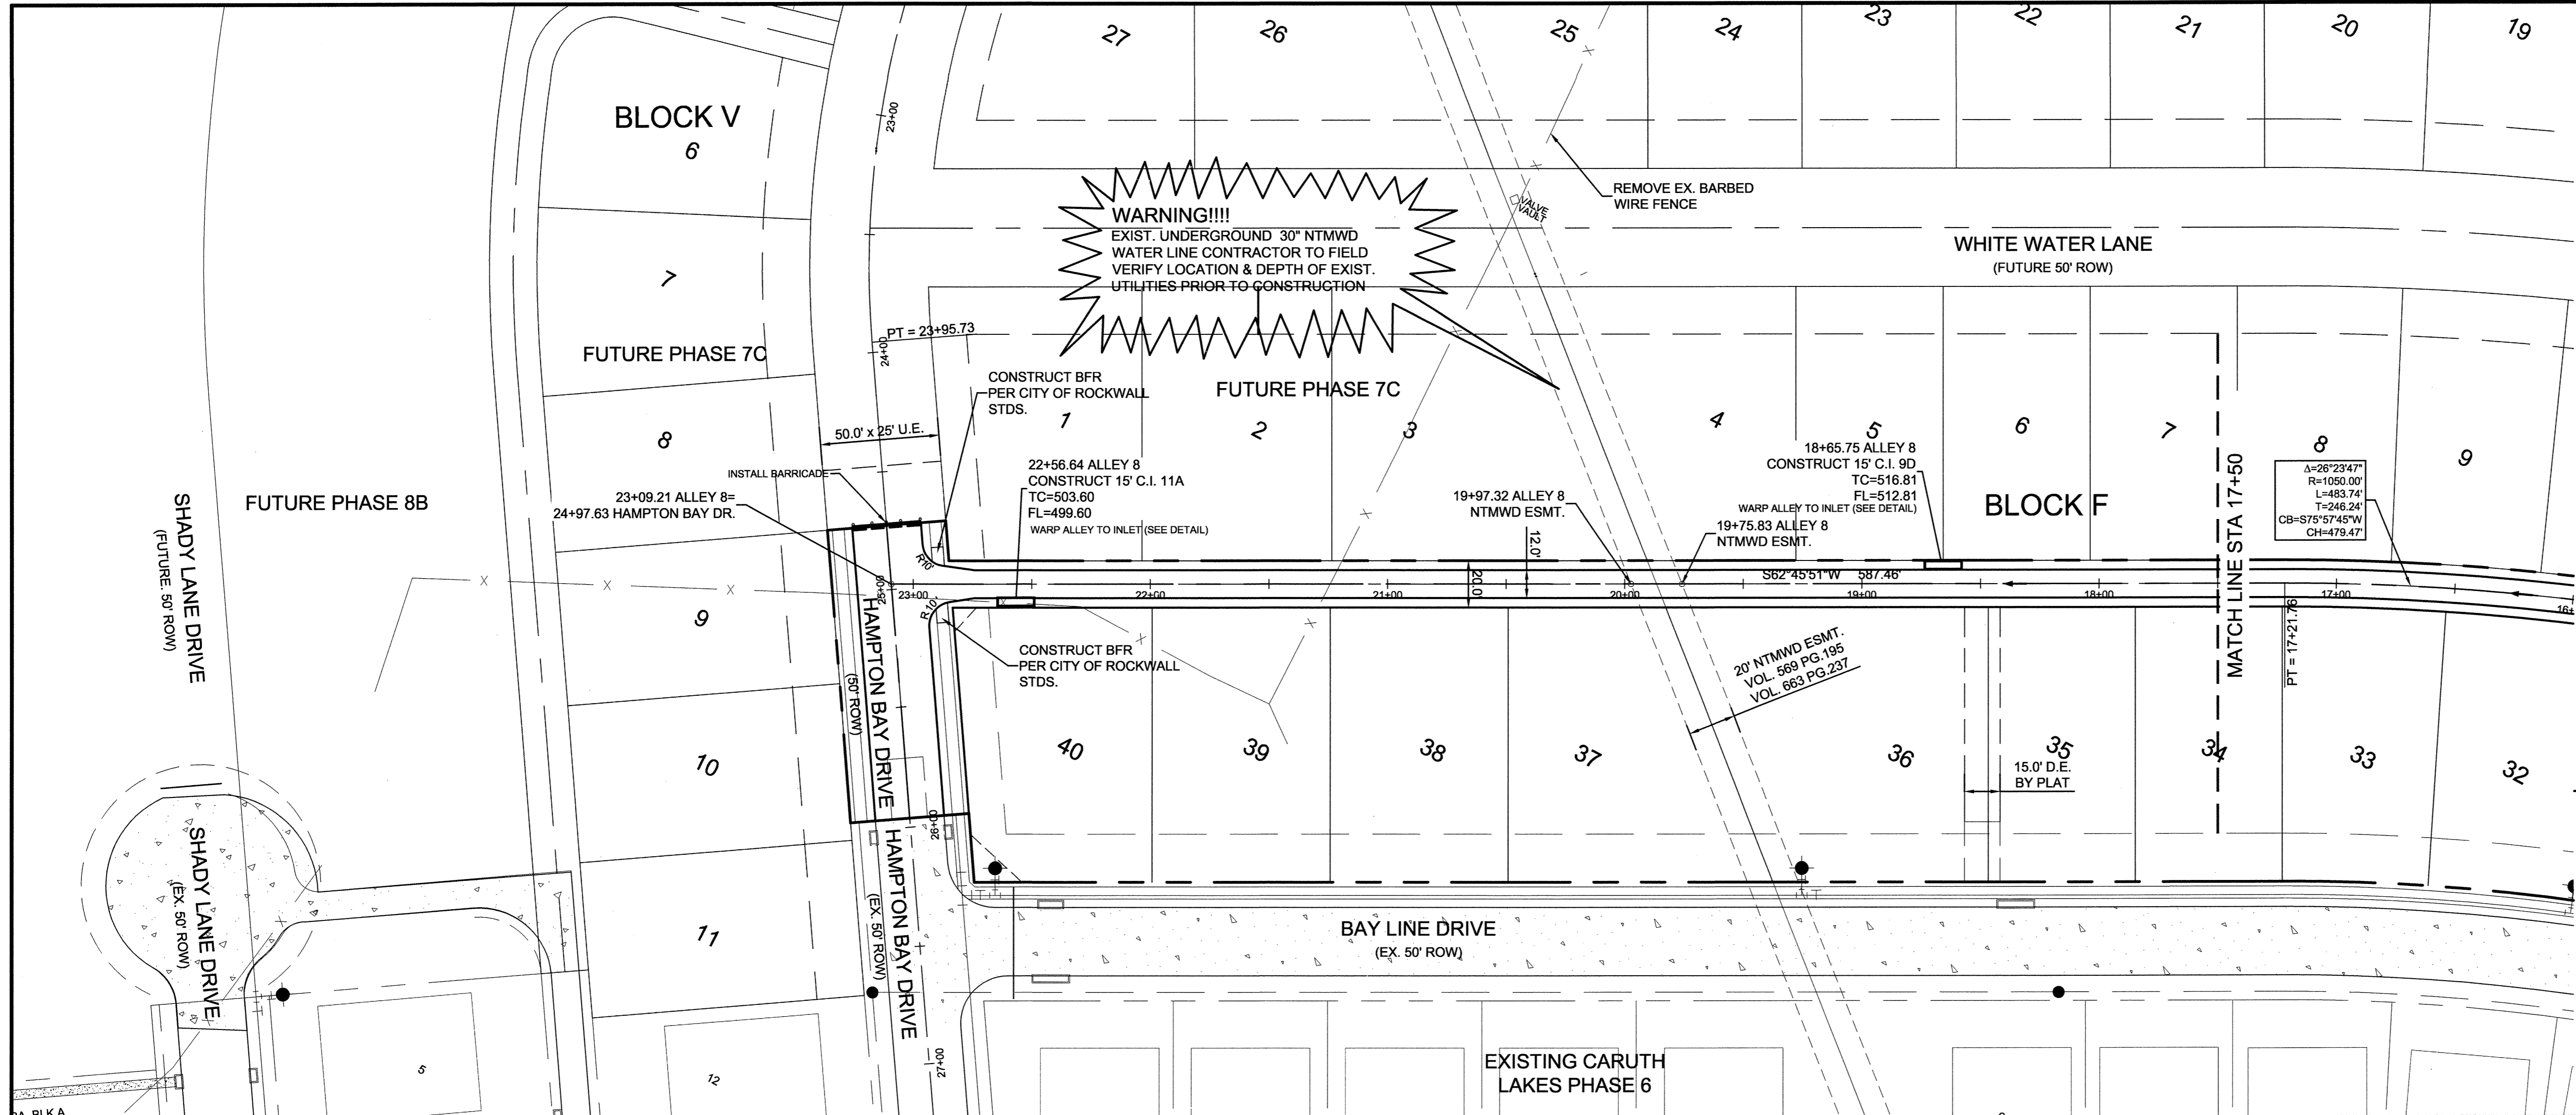 27
26
25
24
23
22
21
20
19
BLOCK V
6
23+00
REMOVE EX. BARBED
WIRE FENCE
VALVE
VAULT
WARNING!!!!
EXIST. UNDERGROUND 30" NTMWD
WATER LINE CONTRACTOR TO FIELD
VERIFY LOCATION & DEPTH OF EXIST.
UTILITIES PRIOR TO CONSTRUCTION
WHITE WATER LANE
(FUTURE 50' ROW)
7
PT = 23+95.73
24+00
FUTURE PHASE 7C
FUTURE PHASE 7C
CONSTRUCT BFR
PER CITY OF ROCKWALL
STDS.
1
2
3
4
5
6
7
8
9
8
50.0' x 25' U.E.
INSTALL BARRICADE
22+56.64 ALLEY 8
CONSTRUCT 15' C.I. 11A
TC=503.60
FL=499.60
WARP ALLEY TO INLET (SEE DETAIL)
18+65.75 ALLEY 8
CONSTRUCT 15' C.I. 9D
TC=516.81
FL=512.81
WARP ALLEY TO INLET (SEE DETAIL)
Δ=26°23'47"
R=1050.00'
L=483.74'
T=246.24'
CB=S75°57'45"W
CH=479.47'
BLOCK F
FUTURE PHASE 8B
SHADY LANE DRIVE
(FUTURE. 50' ROW)
23+09.21 ALLEY 8=
24+97.63 HAMPTON BAY DR.
19+97.32 ALLEY 8
NTMWD ESMT.
19+75.83 ALLEY 8
NTMWD ESMT.
MATCH LINE STA 17+50
12.0'
20.0'
R10'
R 10'
S62°45'51"W 587.46'
25+00
23+00
22+00
21+00
20+00
19+00
18+00
17+00
16+
PT = 17+21.76
9
HAMPTON BAY DRIVE
(50' ROW)
CONSTRUCT BFR
PER CITY OF ROCKWALL
STDS.
20' NTMWD ESMT.
VOL. 569 PG.195
VOL. 663 PG.237
10
40
39
38
37
36
35
34
33
32
15.0' D.E.
BY PLAT
26+00
SHADY LANE DRIVE
(EX. 50' ROW)
HAMPTON BAY DRIVE
(EX. 50' ROW)
11
BAY LINE DRIVE
(EX. 50' ROW)
27+00
5
12
EXISTING CARUTH
LAKES PHASE 6